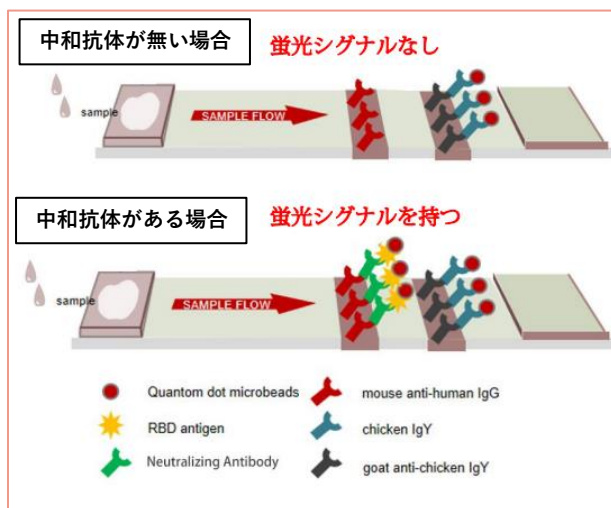 中和抗体が無い場合
蛍光シグナルなし
sample
SAMPLE FLOW
中和抗体がある場合
蛍光シグナルを持つ
sample
SAMPLE FLOW
Quantom dot microbeads
mouse anti-human IgG
RBD antigen
chicken IgY
Neutralizing Antibody
goat anti-chicken IgY